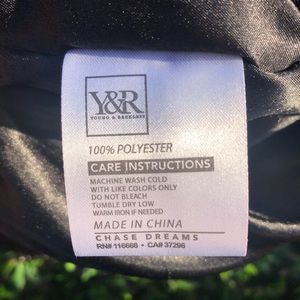 Y&R
YOUNG & RECKLESS
100% POLYESTER
CARE INSTRUCTIONS
MACHINE WASH COLD
WITH LIKE COLORS ONLY
DO NOT BLEACH
TUMBLE DRY LOW
WARM IRON IF NEEDED
MADE IN CHINA
CHASE DREAMS
RN# 116666 • CA# 37296